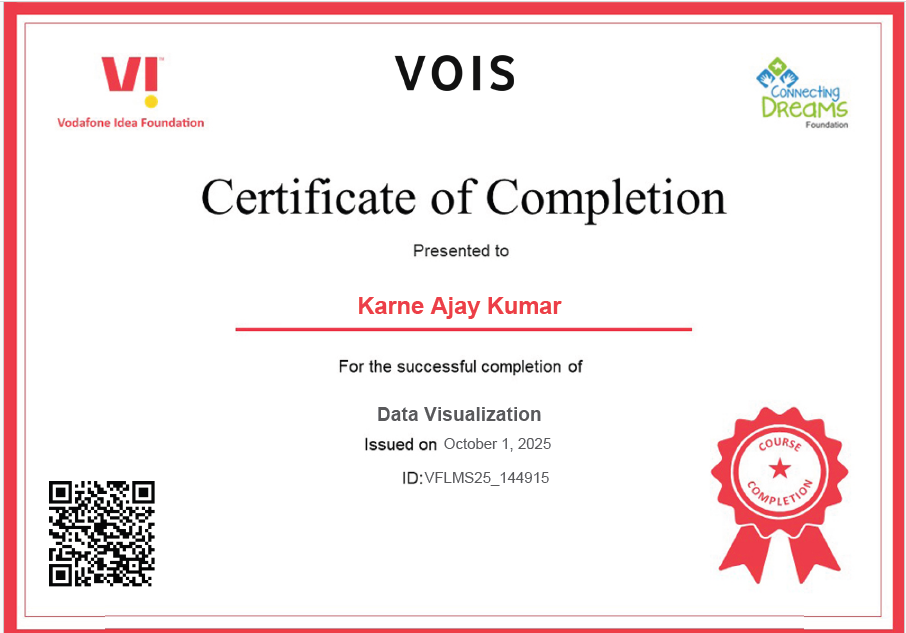 VI
Vodafone Idea Foundation
VOIS
Connecting
Dreams
Foundation
Certificate of Completion
Presented to
Karne Ajay Kumar
For the successful completion of
Data Visualization
Issued on October 1, 2025
ID:VFLMS25_144915
COURSE
COMPLETION